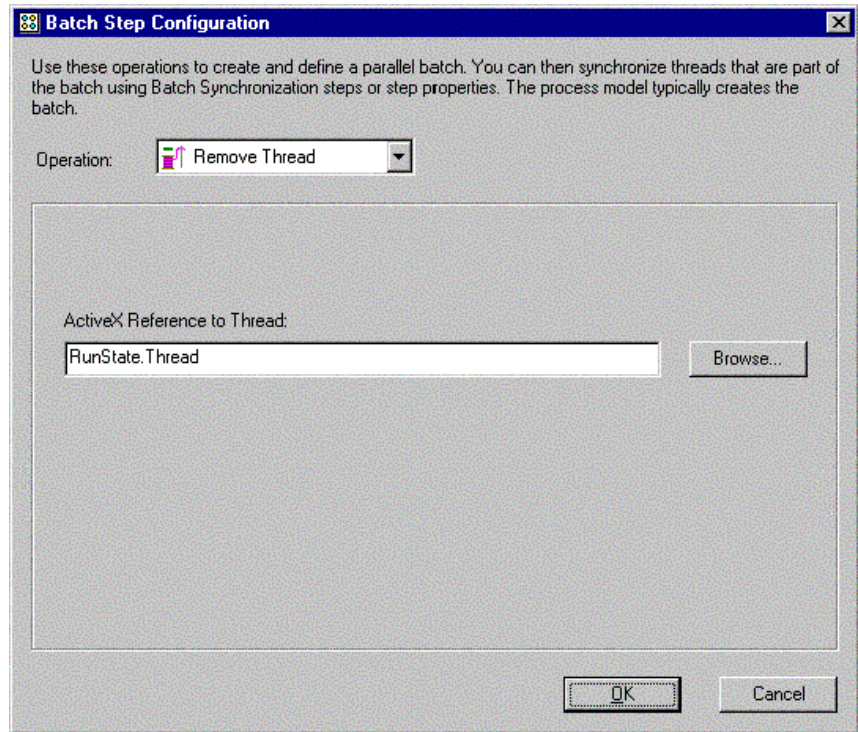 Batch Step Configuration
Use these operations to create and define a parallel batch. You can then synchronize threads that are part of
the batch using Batch Synchronization steps or step properties. The process model typically creates the
batch.
Operation: Remove Thread
ActiveX Reference to Thread:
RunState.Thread Browse...
OK Cancel